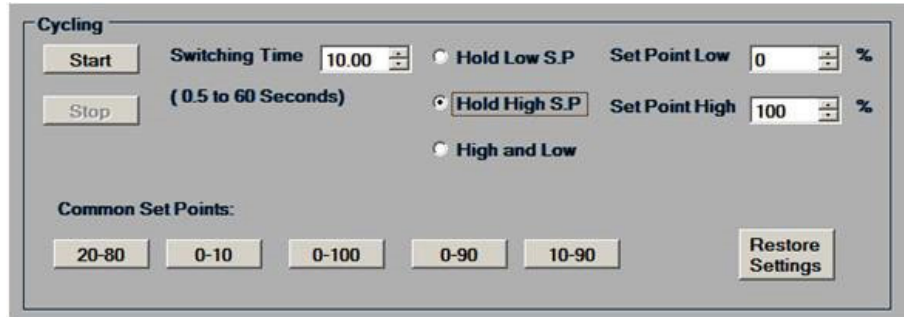 Cycling
Start Switching Time 10.00 Hold Low S.P Set Point Low 0 %
Stop ( 0.5 to 60 Seconds) Hold High S.P Set Point High 100 %
High and Low
Common Set Points:
20-80 0-10 0-100 0-90 10-90 Restore Settings